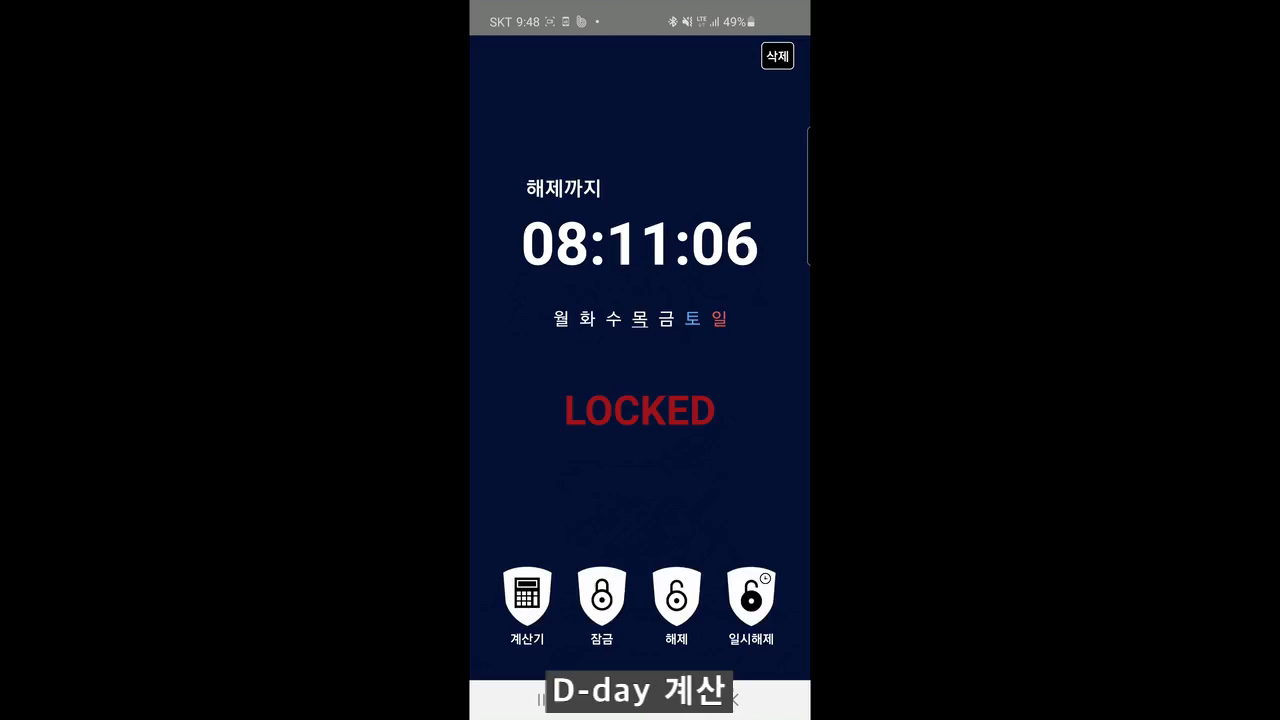 SKT 9:48 LTE 49%
삭제
해제까지
08:11:06
월 화 수 목 금 토 일
LOCKED
계산기 잠금 해제 일시해제
D-day 계산